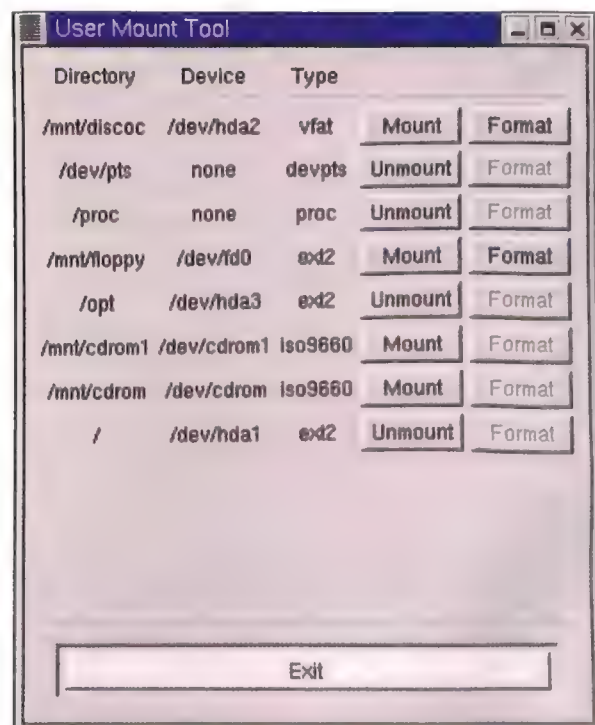 User Mount Tool
Directory Device Type
/mnt/discoc /dev/hda2 vfat Mount Format
/dev/pts none devpts Unmount Format
/proc none proc Unmount Format
/mnt/floppy /dev/fd0 ext2 Mount Format
/opt /dev/hda3 ext2 Unmount Format
/mnt/cdrom1 /dev/cdrom1 iso9660 Mount Format
/mnt/cdrom /dev/cdrom iso9660 Mount Format
/ /dev/hda1 ext2 Unmount Format
Exit